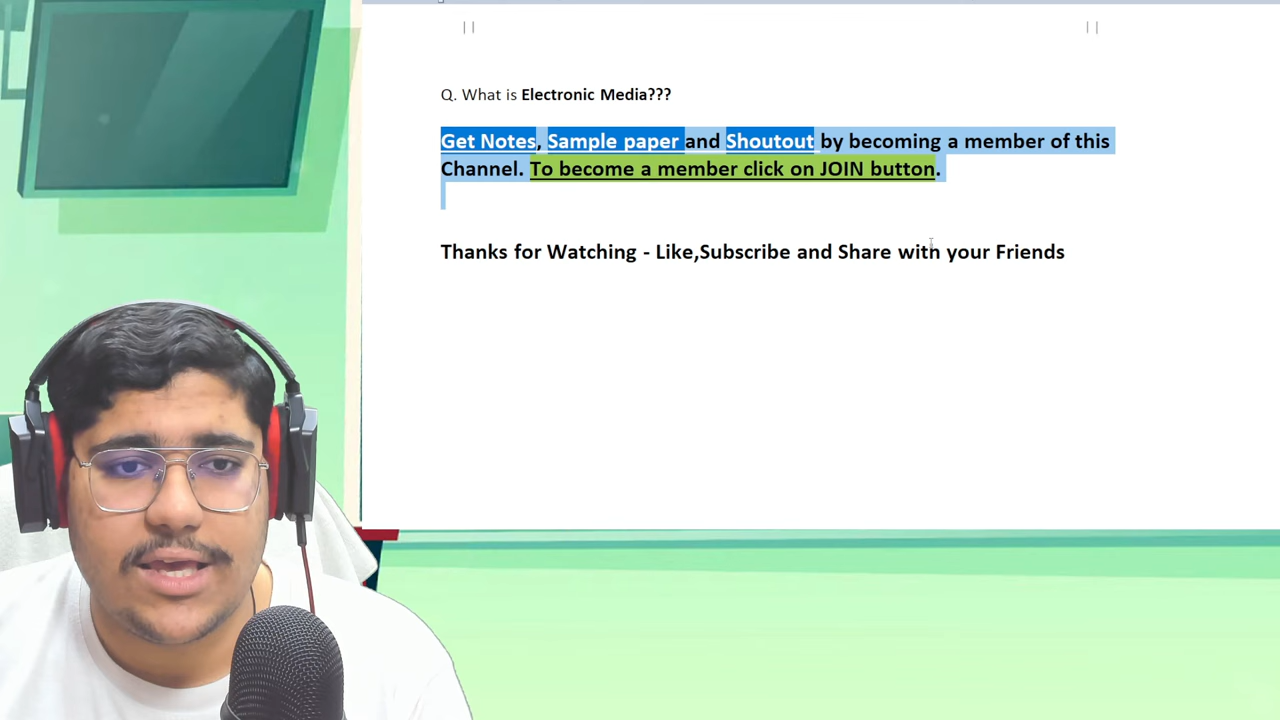 Q. What is Electronic Media???
Get Notes, Sample paper and Shoutout by becoming a member of this
Channel. To become a member click on JOIN button.
Thanks for Watching - Like,Subscribe and Share with your Friends